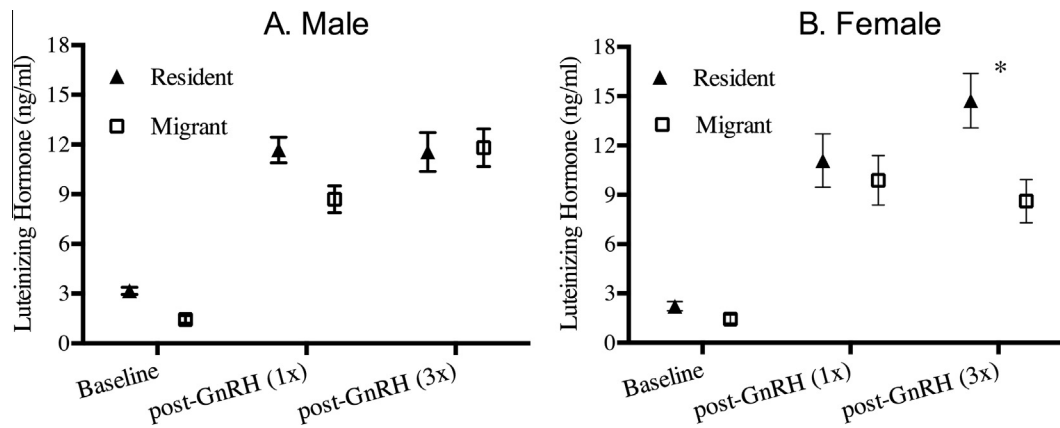 A. Male
Luteinizing Hormone (ng/ml)
18
15
12
9
6
3
0
Resident
Migrant
Baseline
post-GnRH (1x)
post-GnRH (3x)
B. Female
Luteinizing Hormone (ng/ml)
18
15
12
9
6
3
0
Resident
Migrant
*
Baseline
post-GnRH (1x)
post-GnRH (3x)